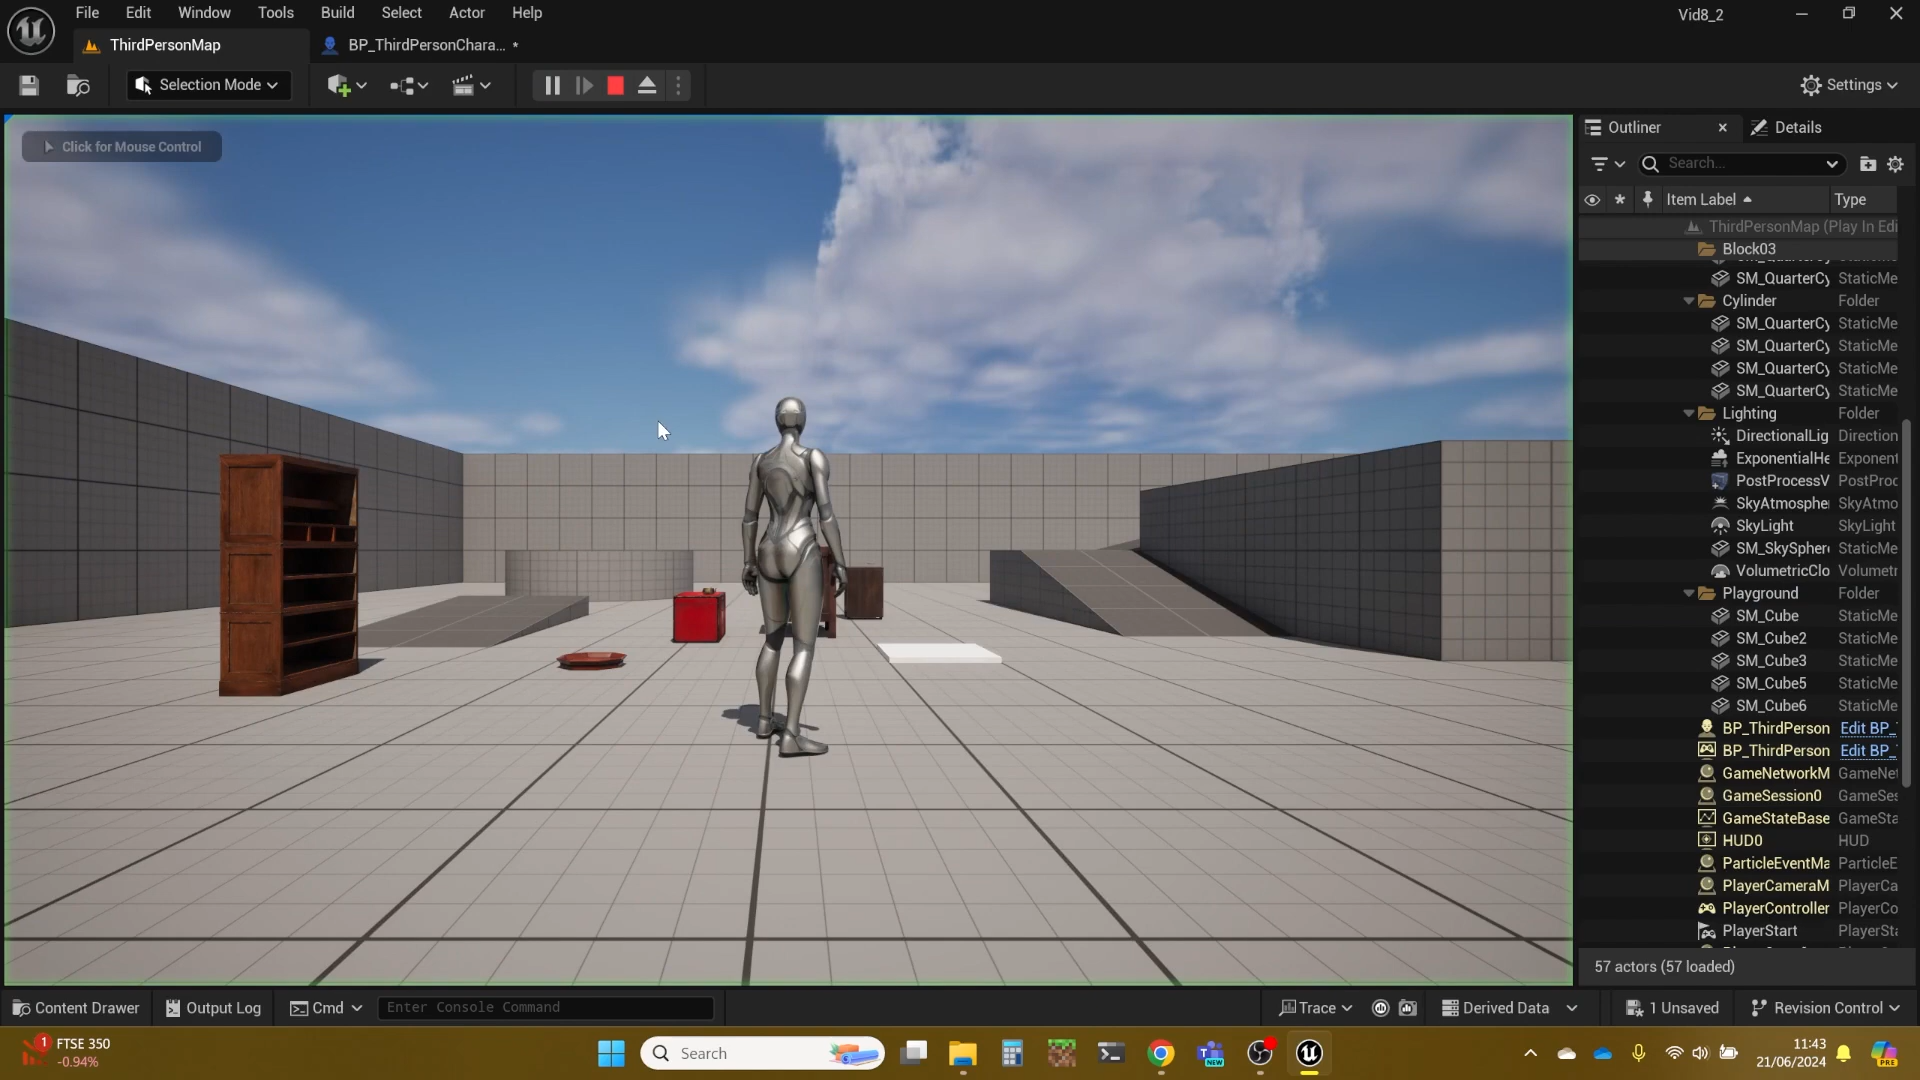 File Edit Window Tools Build Select Actor Help
Vid8_2
ThirdPersonMap
BP_ThirdPersonChara... *
Selection Mode
Settings
Click for Mouse Control
Outliner
Details
Search...
Item Label
Type
ThirdPersonMap (Play In Edi
Block03
SM_QuarterCy StaticMe
Cylinder Folder
SM_QuarterCy StaticMe
SM_QuarterCy StaticMe
SM_QuarterCy StaticMe
SM_QuarterCy StaticMe
Lighting Folder
DirectionalLig Direction
ExponentialHe Exponent
PostProcessV PostProc
SkyAtmosphe SkyAtmo
SkyLight SkyLight
SM_SkySpher StaticMe
VolumetricClo Volumetr
Playground Folder
SM_Cube StaticMe
SM_Cube2 StaticMe
SM_Cube3 StaticMe
SM_Cube5 StaticMe
SM_Cube6 StaticMe
BP_ThirdPerson Edit BP_
BP_ThirdPerson Edit BP_
GameNetworkM GameNet
GameSession0 GameSes
GameStateBase GameSta
HUD0 HUD
ParticleEventMa ParticleE
PlayerCameraM PlayerCa
PlayerController PlayerCo
PlayerStart PlayerSta
57 actors (57 loaded)
Content Drawer
Output Log
Cmd
Enter Console Command
Trace
Derived Data
1 Unsaved
Revision Control
1
FTSE 350
-0.94%
Search
NEW
11:43
21/06/2024
PRE